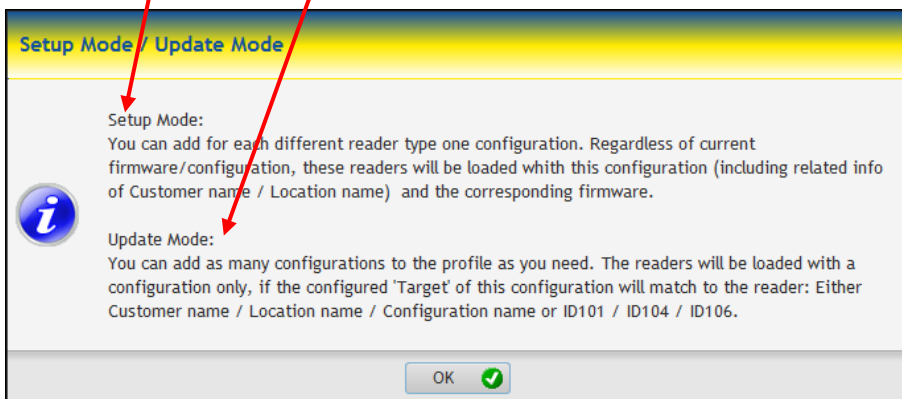 Setup Mode / Update Mode
Setup Mode:
You can add for each different reader type one configuration. Regardless of current
firmware/configuration, these readers will be loaded whith this configuration (including related info
of Customer name / Location name) and the corresponding firmware.
Update Mode:
You can add as many configurations to the profile as you need. The readers will be loaded with a
configuration only, if the configured 'Target' of this configuration will match to the reader: Either
Customer name / Location name / Configuration name or ID101 / ID104 / ID106.
OK